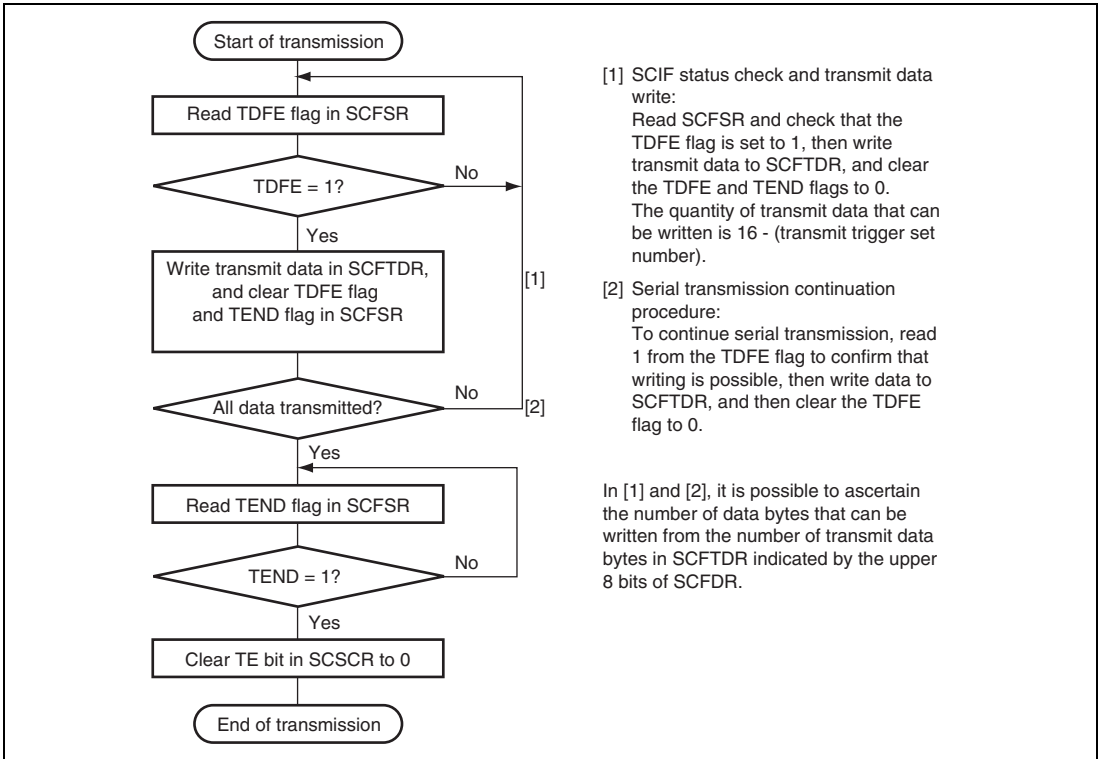 Start of transmission
Read TDFE flag in SCFSR
TDFE = 1?
No
Yes
Write transmit data in SCFTDR,
and clear TDFE flag
and TEND flag in SCFSR
[1]
All data transmitted?
No
[2]
Yes
Read TEND flag in SCFSR
TEND = 1?
No
Yes
Clear TE bit in SCSCR to 0
End of transmission
[1] SCIF status check and transmit data
write:
Read SCFSR and check that the
TDFE flag is set to 1, then write
transmit data to SCFTDR, and clear
the TDFE and TEND flags to 0.
The quantity of transmit data that can
be written is 16 - (transmit trigger set
number).
[2] Serial transmission continuation
procedure:
To continue serial transmission, read
1 from the TDFE flag to confirm that
writing is possible, then write data to
SCFTDR, and then clear the TDFE
flag to 0.
In [1] and [2], it is possible to ascertain
the number of data bytes that can be
written from the number of transmit data
bytes in SCFTDR indicated by the upper
8 bits of SCFDR.